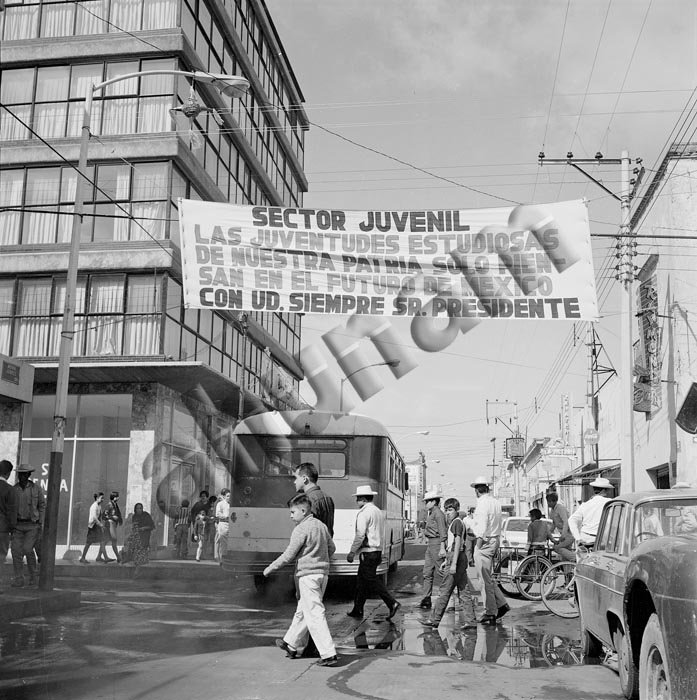 SECTOR JUVENIL
LAS JUVENTUDES ESTUDIOSAS
DE NUESTRA PATRIA SOLO PIEN-
SAN EN EL FUTURO DE MEXICO
CON UD. SIEMPRE SR. PRESIDENTE